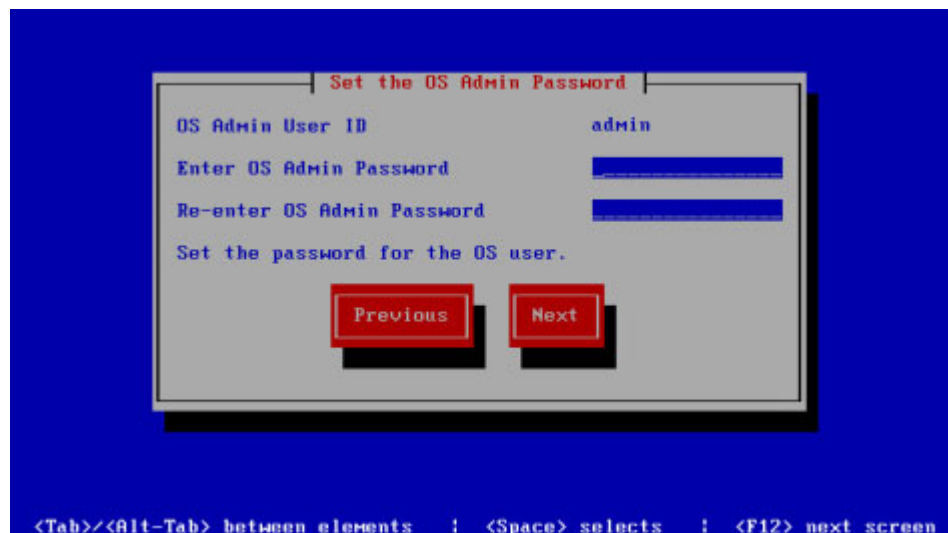 Set the OS Admin Password
OS Admin User ID admin
Enter OS Admin Password
Re-enter OS Admin Password
Set the password for the OS user.
Previous Next
<Tab>/<Alt-Tab> between elements ¦ <Space> selects ¦ <F12> next screen